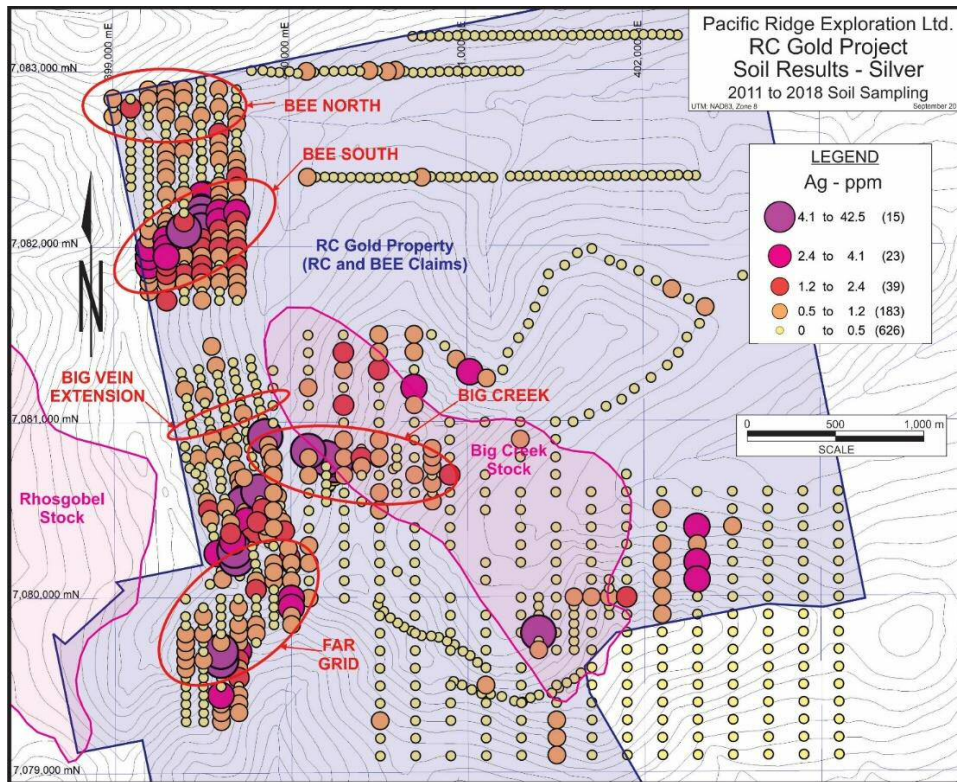 Pacific Ridge Exploration Ltd.
RC Gold Project
Soil Results - Silver
2011 to 2018 Soil Sampling
UTM: NAD83, Zone 8
LEGEND
Ag - ppm
4.1 to 42.5 (15)
2.4 to 4.1 (23)
1.2 to 2.4 (39)
0.5 to 1.2 (183)
0 to 0.5 (626)
402,000 mE
7,083,000 mN
BEE NORTH
BEE SOUTH
7,082,000 mN
RC Gold Property
(RC and BEE Claims)
N
BIG VEIN
EXTENSION
BIG CREEK
7,081,000 mN
0 500 1,000 m
SCALE
Big Creek
Stock
Rhosgobel
Stock
7,080,000 mN
FAR
GRID
7,079,000 mN